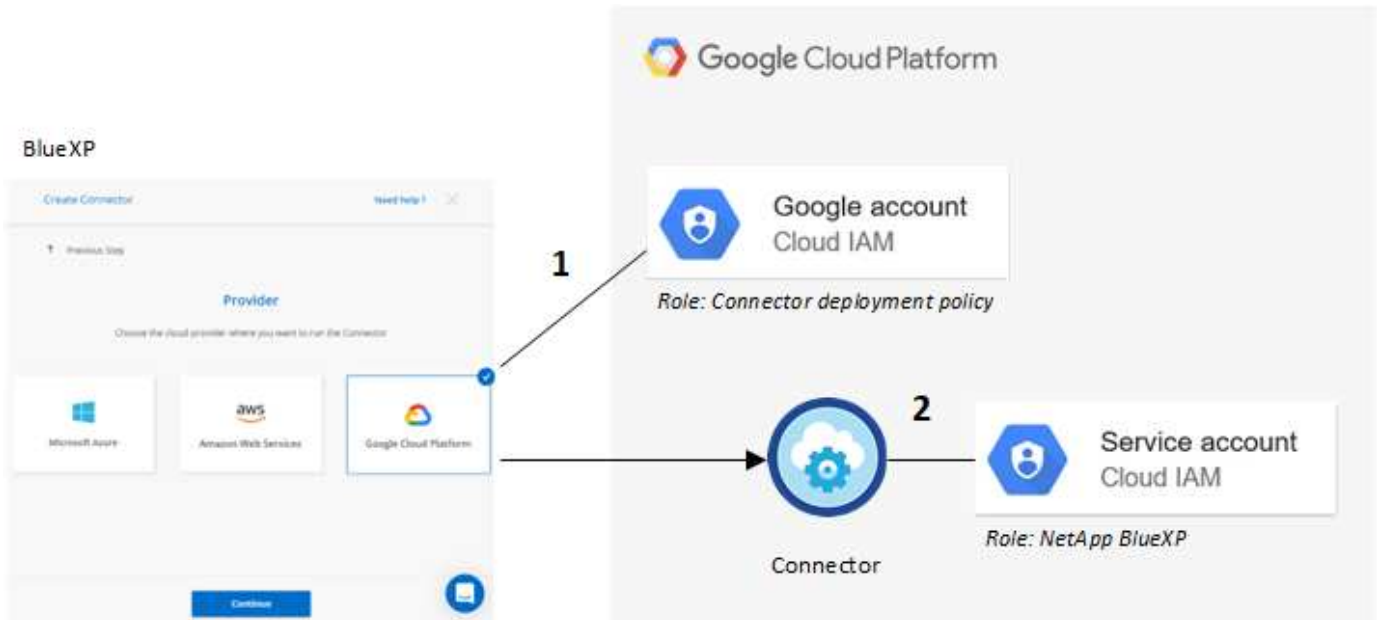 Google Cloud Platform
BlueXP
Create Connector
Need help?
Previous Step
1
Google account
Cloud IAM
Provider
Role: Connector deployment policy
Choose the cloud provider where you want to run the Connector
aws
Microsoft Azure
Amazon Web Services
Google Cloud Platform
2
Service account
Cloud IAM
Role: NetApp BlueXP
Connector
Continue